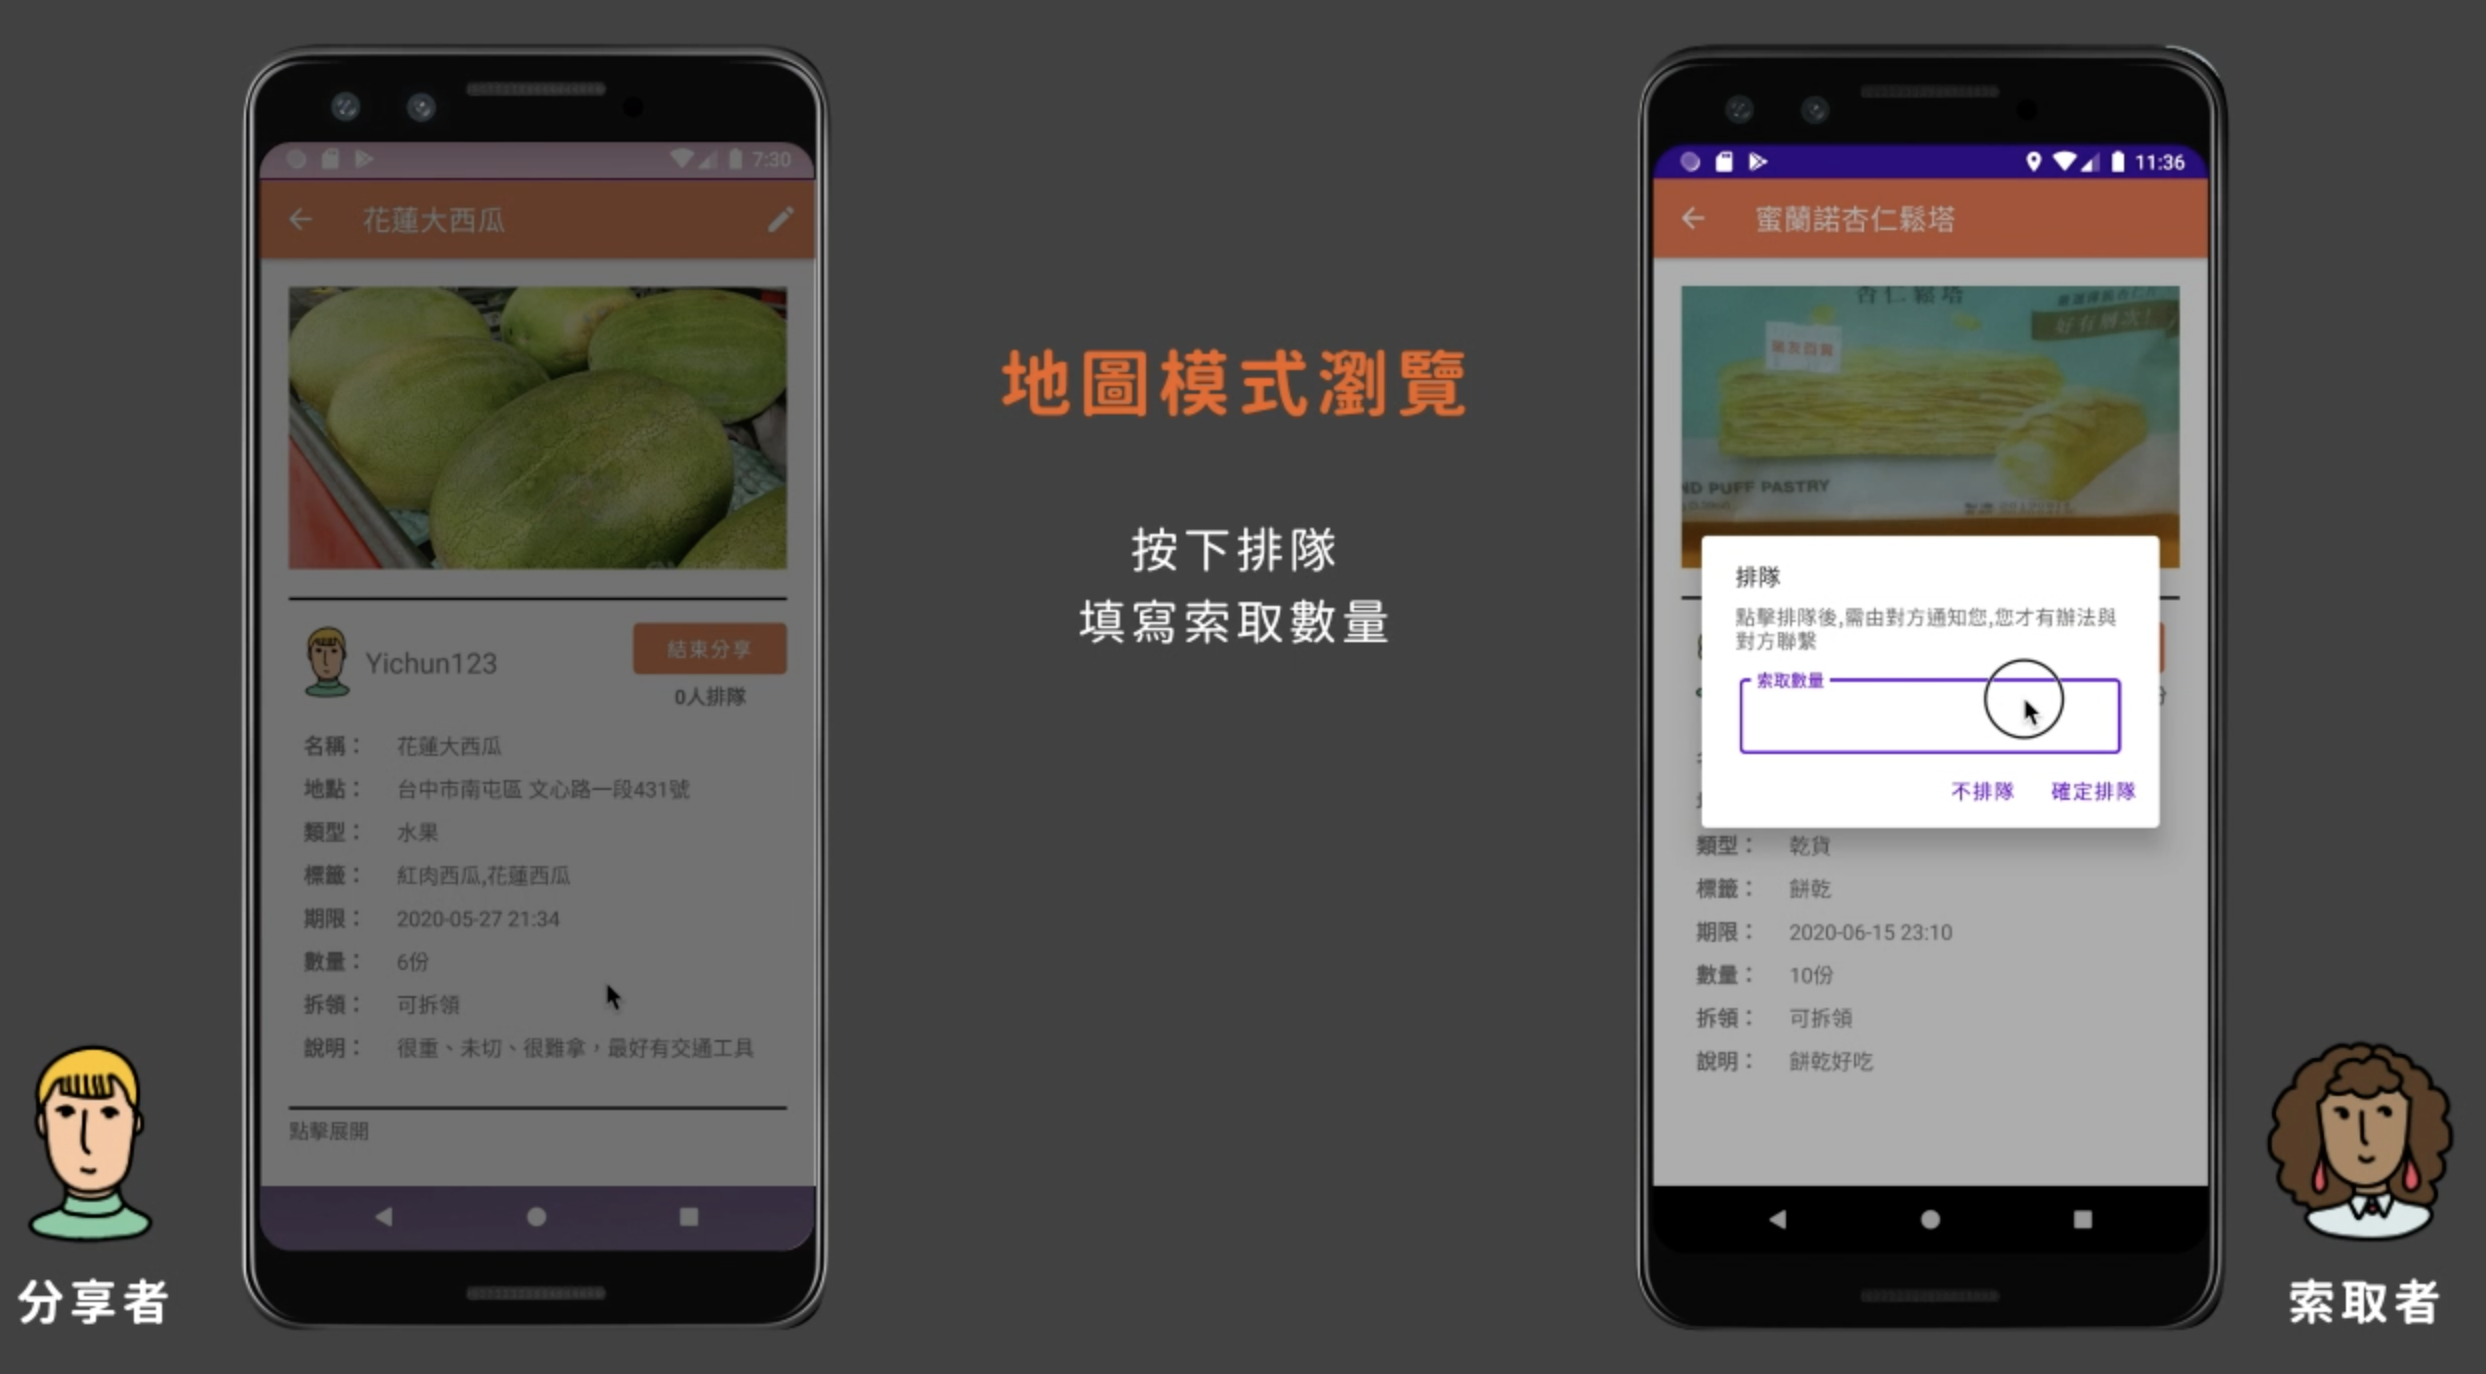 7:30
花蓮大西瓜
Yichun123
結束分享
0人排隊
名稱： 花蓮大西瓜
地點： 台中市南屯區 文心路一段431號
類型： 水果
標籤： 紅肉西瓜,花蓮西瓜
期限： 2020-05-27 21:34
數量： 6份
拆領： 可拆領
說明： 很重、未切、很難拿，最好有交通工具
點擊展開
分享者
地圖模式瀏覽
按下排隊
填寫索取數量
11:36
蜜蘭諾杏仁鬆塔
杏仁鬆塔
好有層次!
ND PUFF PASTRY
排隊
點擊排隊後,需由對方通知您,您才有辦法與
對方聯繫
索取數量
不排隊 確定排隊
類型： 乾貨
標籤： 餅乾
期限： 2020-06-15 23:10
數量： 10份
拆領： 可拆領
說明： 餅乾好吃
索取者